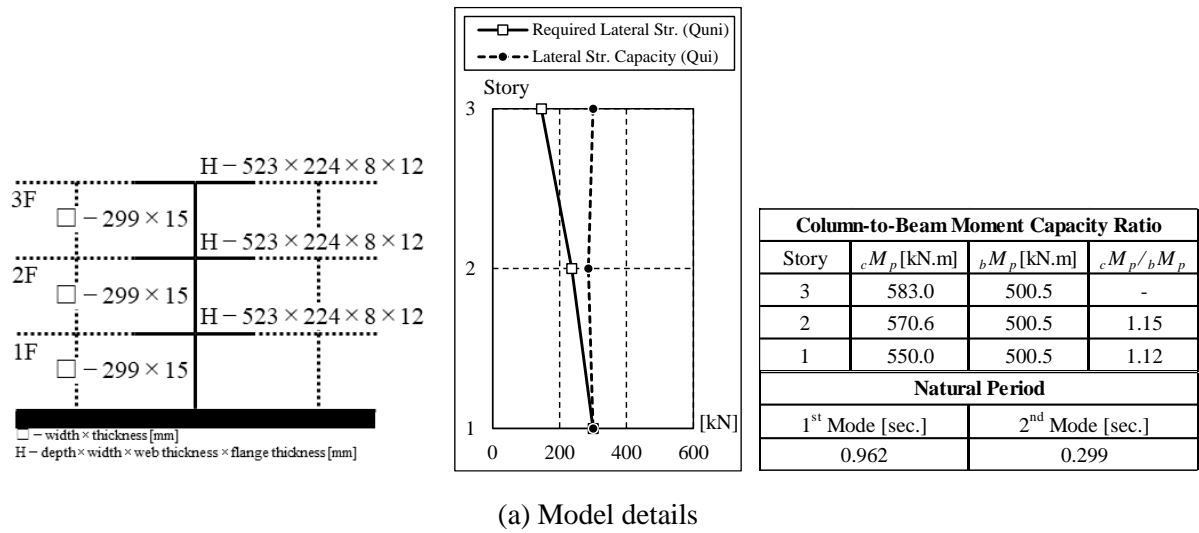 H－523×224×8×12
3F
□－299×15
H－523×224×8×12
2F
□－299×15
H－523×224×8×12
1F
□－299×15
□－width×thickness[mm]
H－depth×width×web thickness×flange thickness[mm]
Required Lateral Str. (Quni)
Lateral Str. Capacity (Qui)
Story
3
2
1
[kN]
0 200 400 600
Column-to-Beam Moment Capacity Ratio
Story cMp[kN.m] bMp[kN.m] cMp/bMp
3 583.0 500.5 -
2 570.6 500.5 1.15
1 550.0 500.5 1.12
Natural Period
1st Mode [sec.] 2nd Mode [sec.]
0.962 0.299
(a) Model details